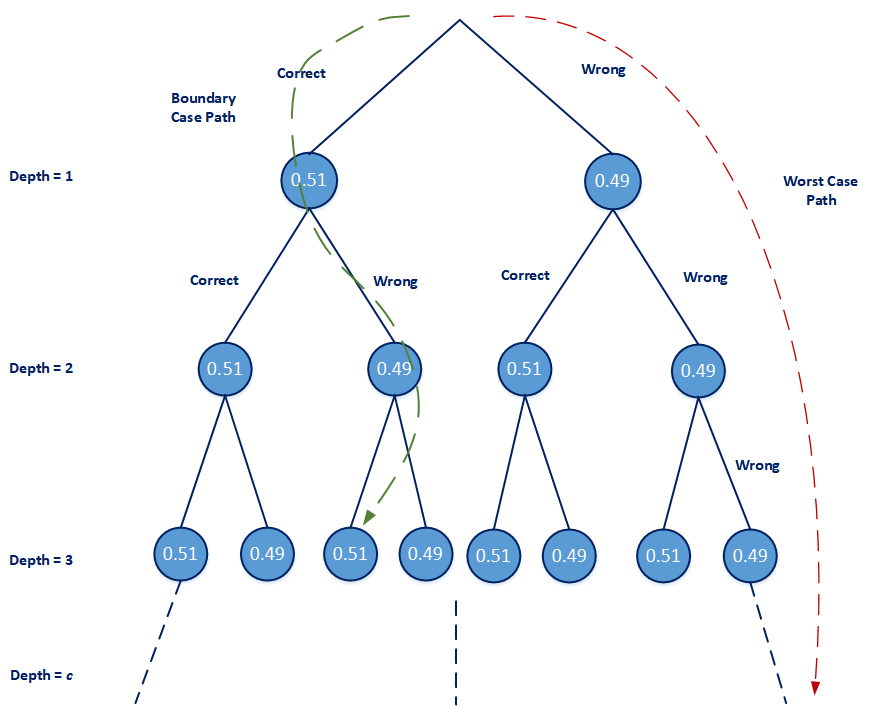 Correct
Wrong
Boundary
Case Path
Depth = 1
0.51
0.49
Worst Case
Path
Correct
Wrong
Correct
Wrong
Depth = 2
0.51
0.49
0.51
0.49
Wrong
Depth = 3
0.51
0.49
0.51
0.49
0.51
0.49
0.51
0.49
Depth = c